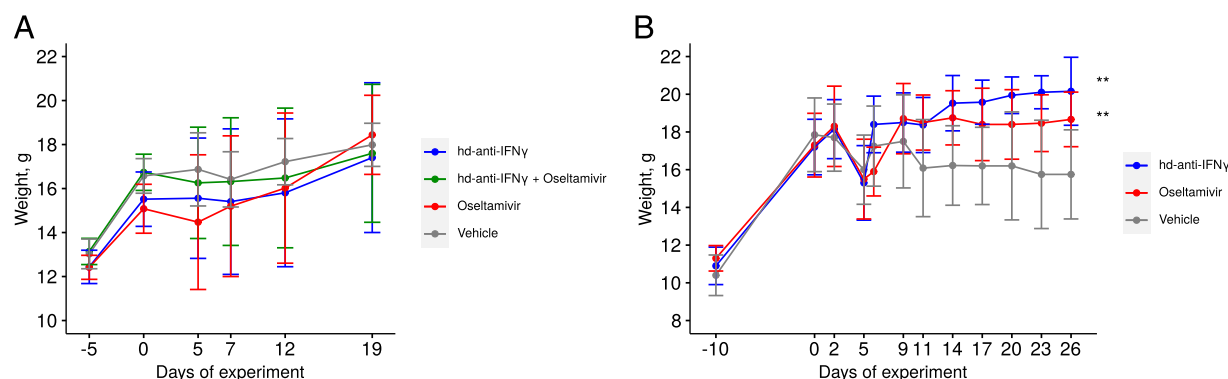 A
B
22
20
18
16
14
12
10
Weight, g
-5 0 5 7 12 19
Days of experiment
hd-anti-IFNγ
hd-anti-IFNγ + Oseltamivir
Oseltamivir
Vehicle
22
20
18
16
14
12
10
8
Weight, g
-10 0 2 5 9 11 14 17 20 23 26
Days of experiment
**
**
hd-anti-IFNγ
Oseltamivir
Vehicle